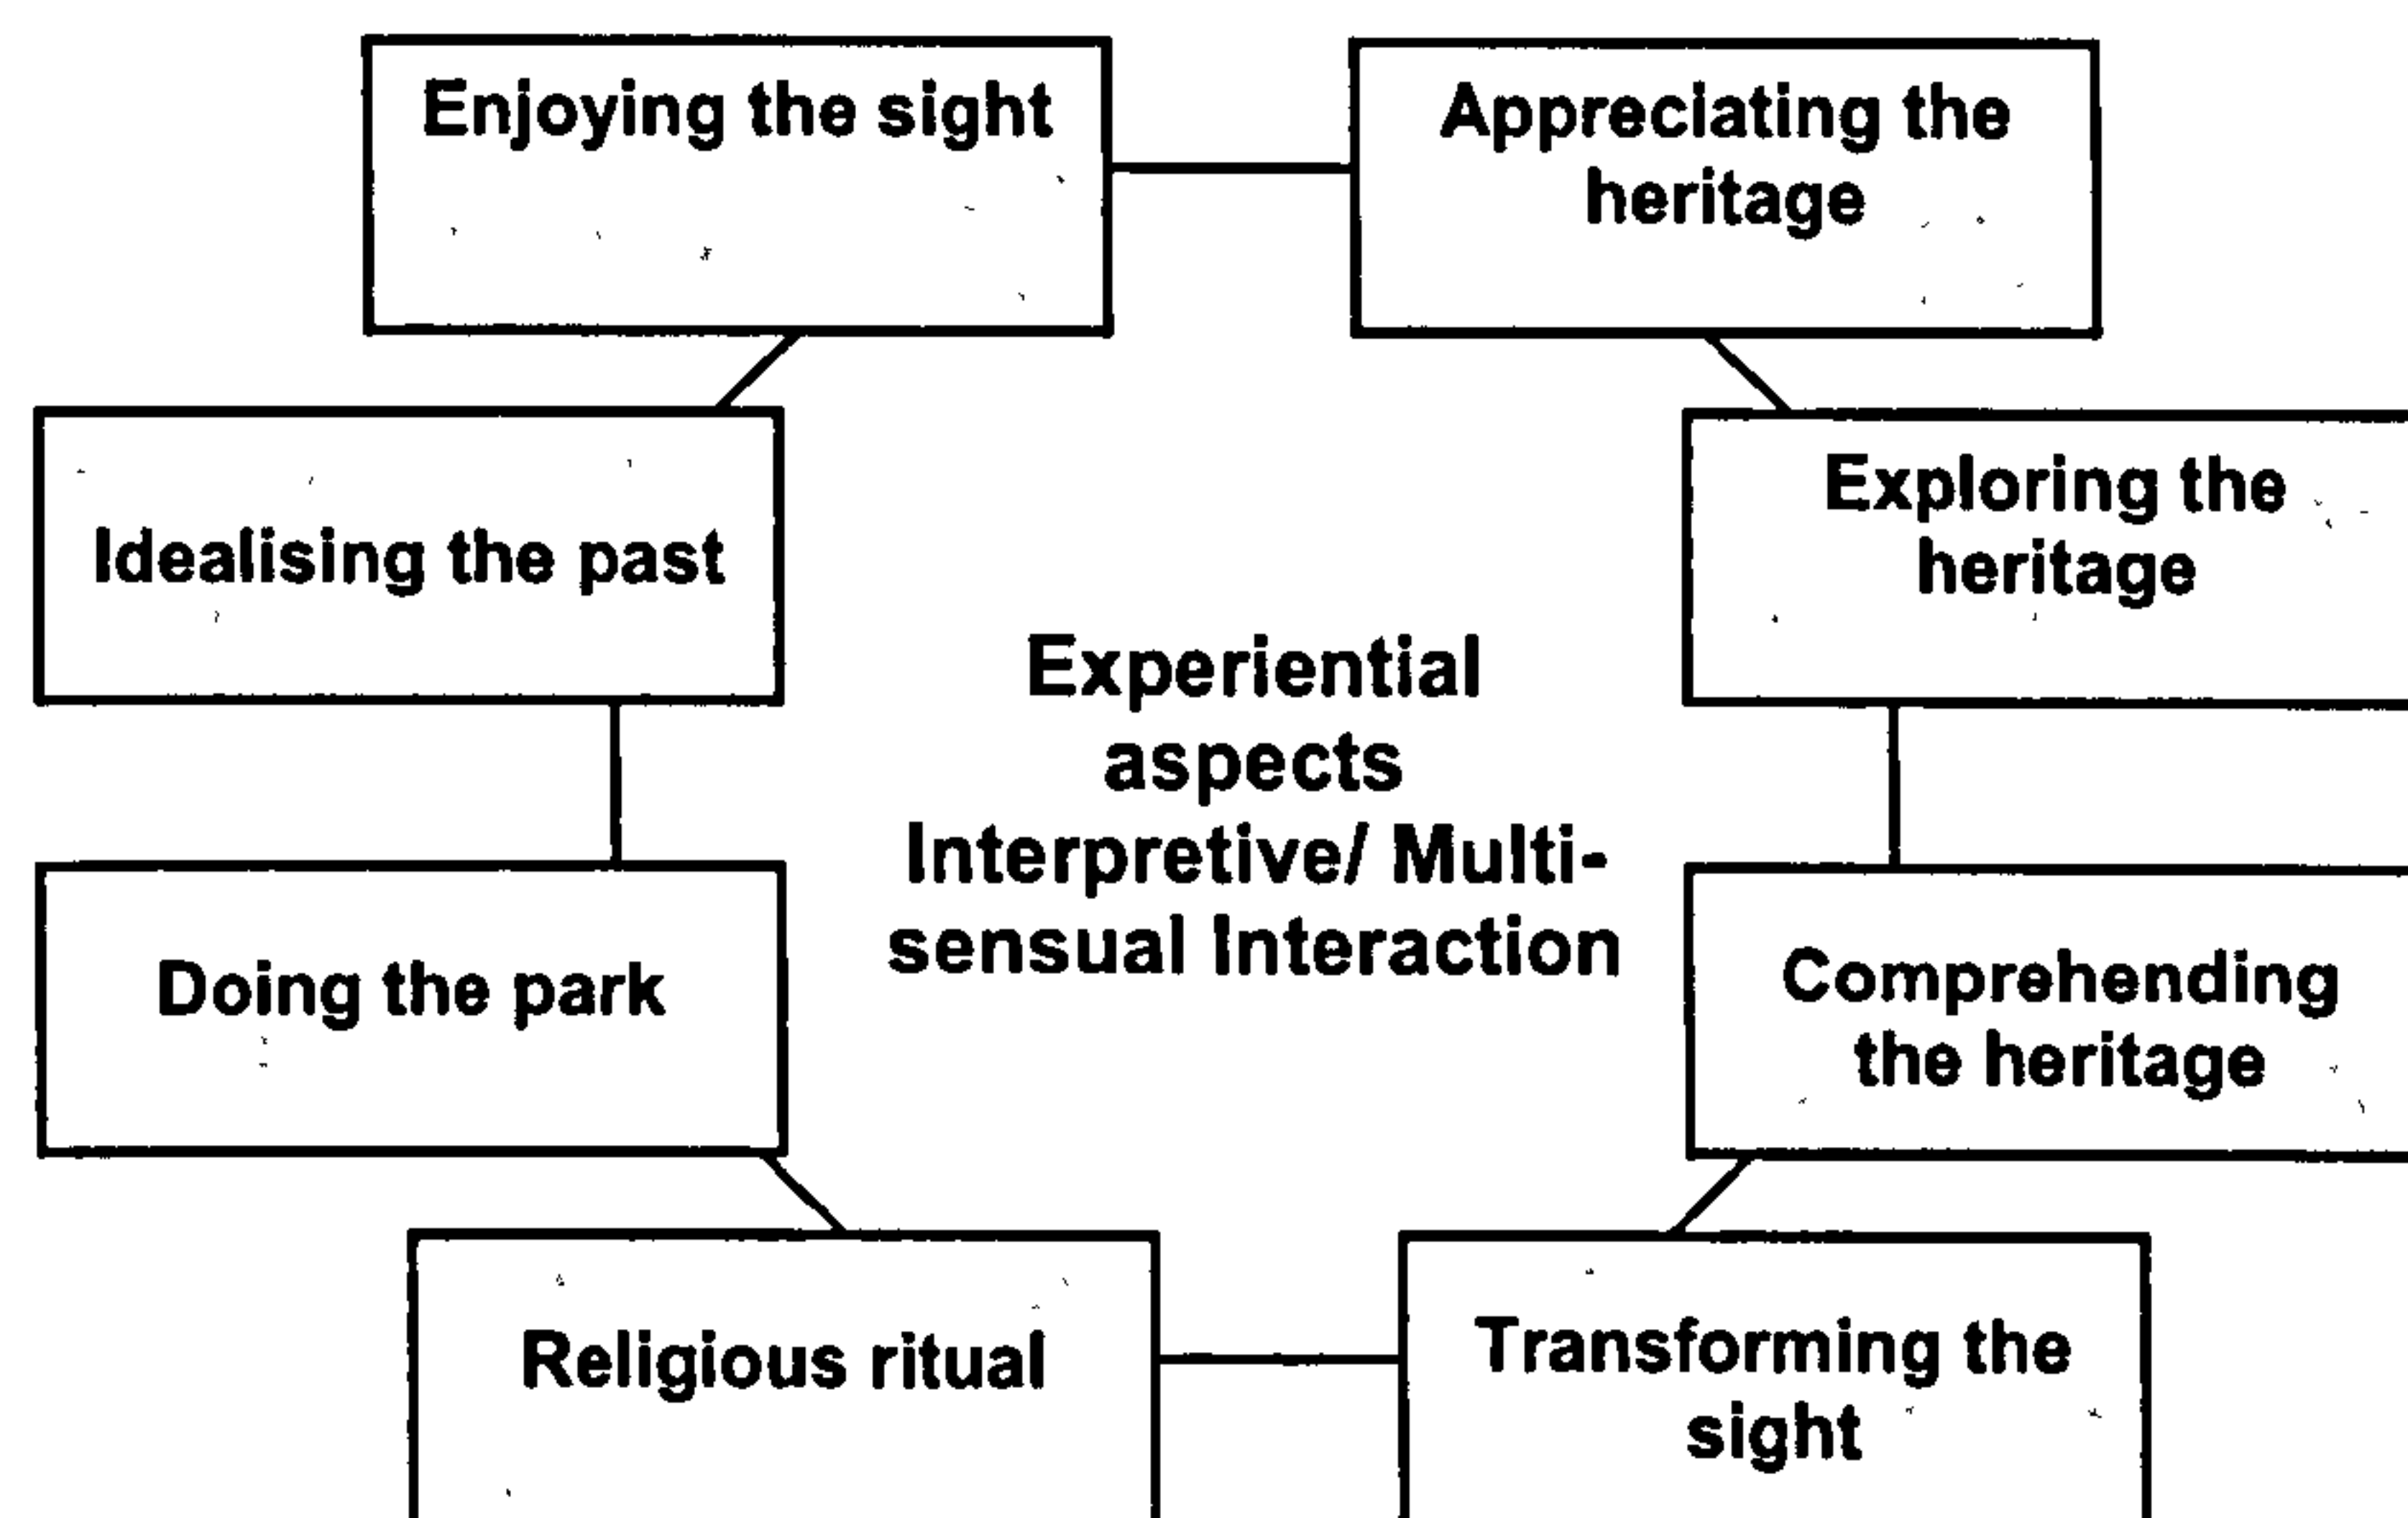 Enjoying the sight
Appreciating the
heritage
Idealising the past
Exploring the
heritage
Experiential
aspects
Interpretive/ Multi-
sensual Interaction
Doing the park
Comprehending
the heritage
Religious ritual
Transforming the
sight